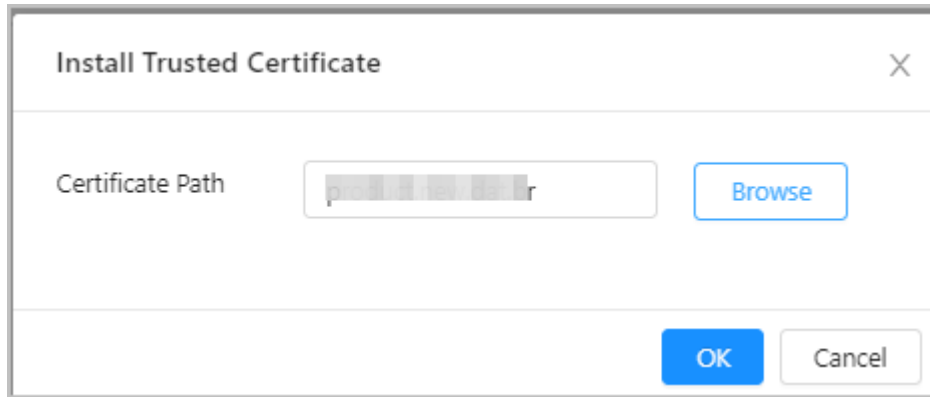 Install Trusted Certificate
Certificate Path
Browse
OK
Cancel